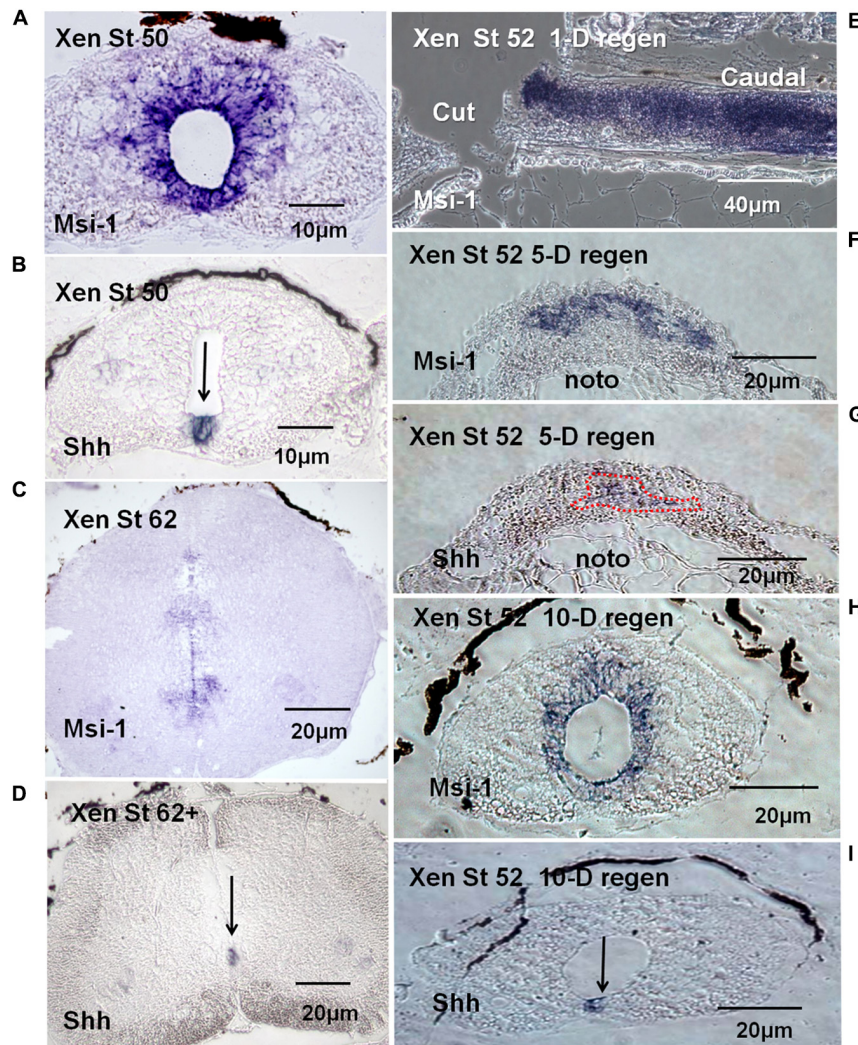 A
Xen St 50
10µm
Msi-1
B
Xen St 50
10µm
Shh
C
Xen St 62
Msi-1
20µm
D
Xen St 62+
20µm
Shh
E
Xen St 52 1-D regen
Caudal
Cut
Msi-1
40µm
F
Xen St 52 5-D regen
Msi-1
noto
20µm
G
Xen St 52 5-D regen
Shh
noto
20µm
H
Xen St 52 10-D regen
Msi-1
20µm
I
Xen St 52 10-D regen
Shh
20µm